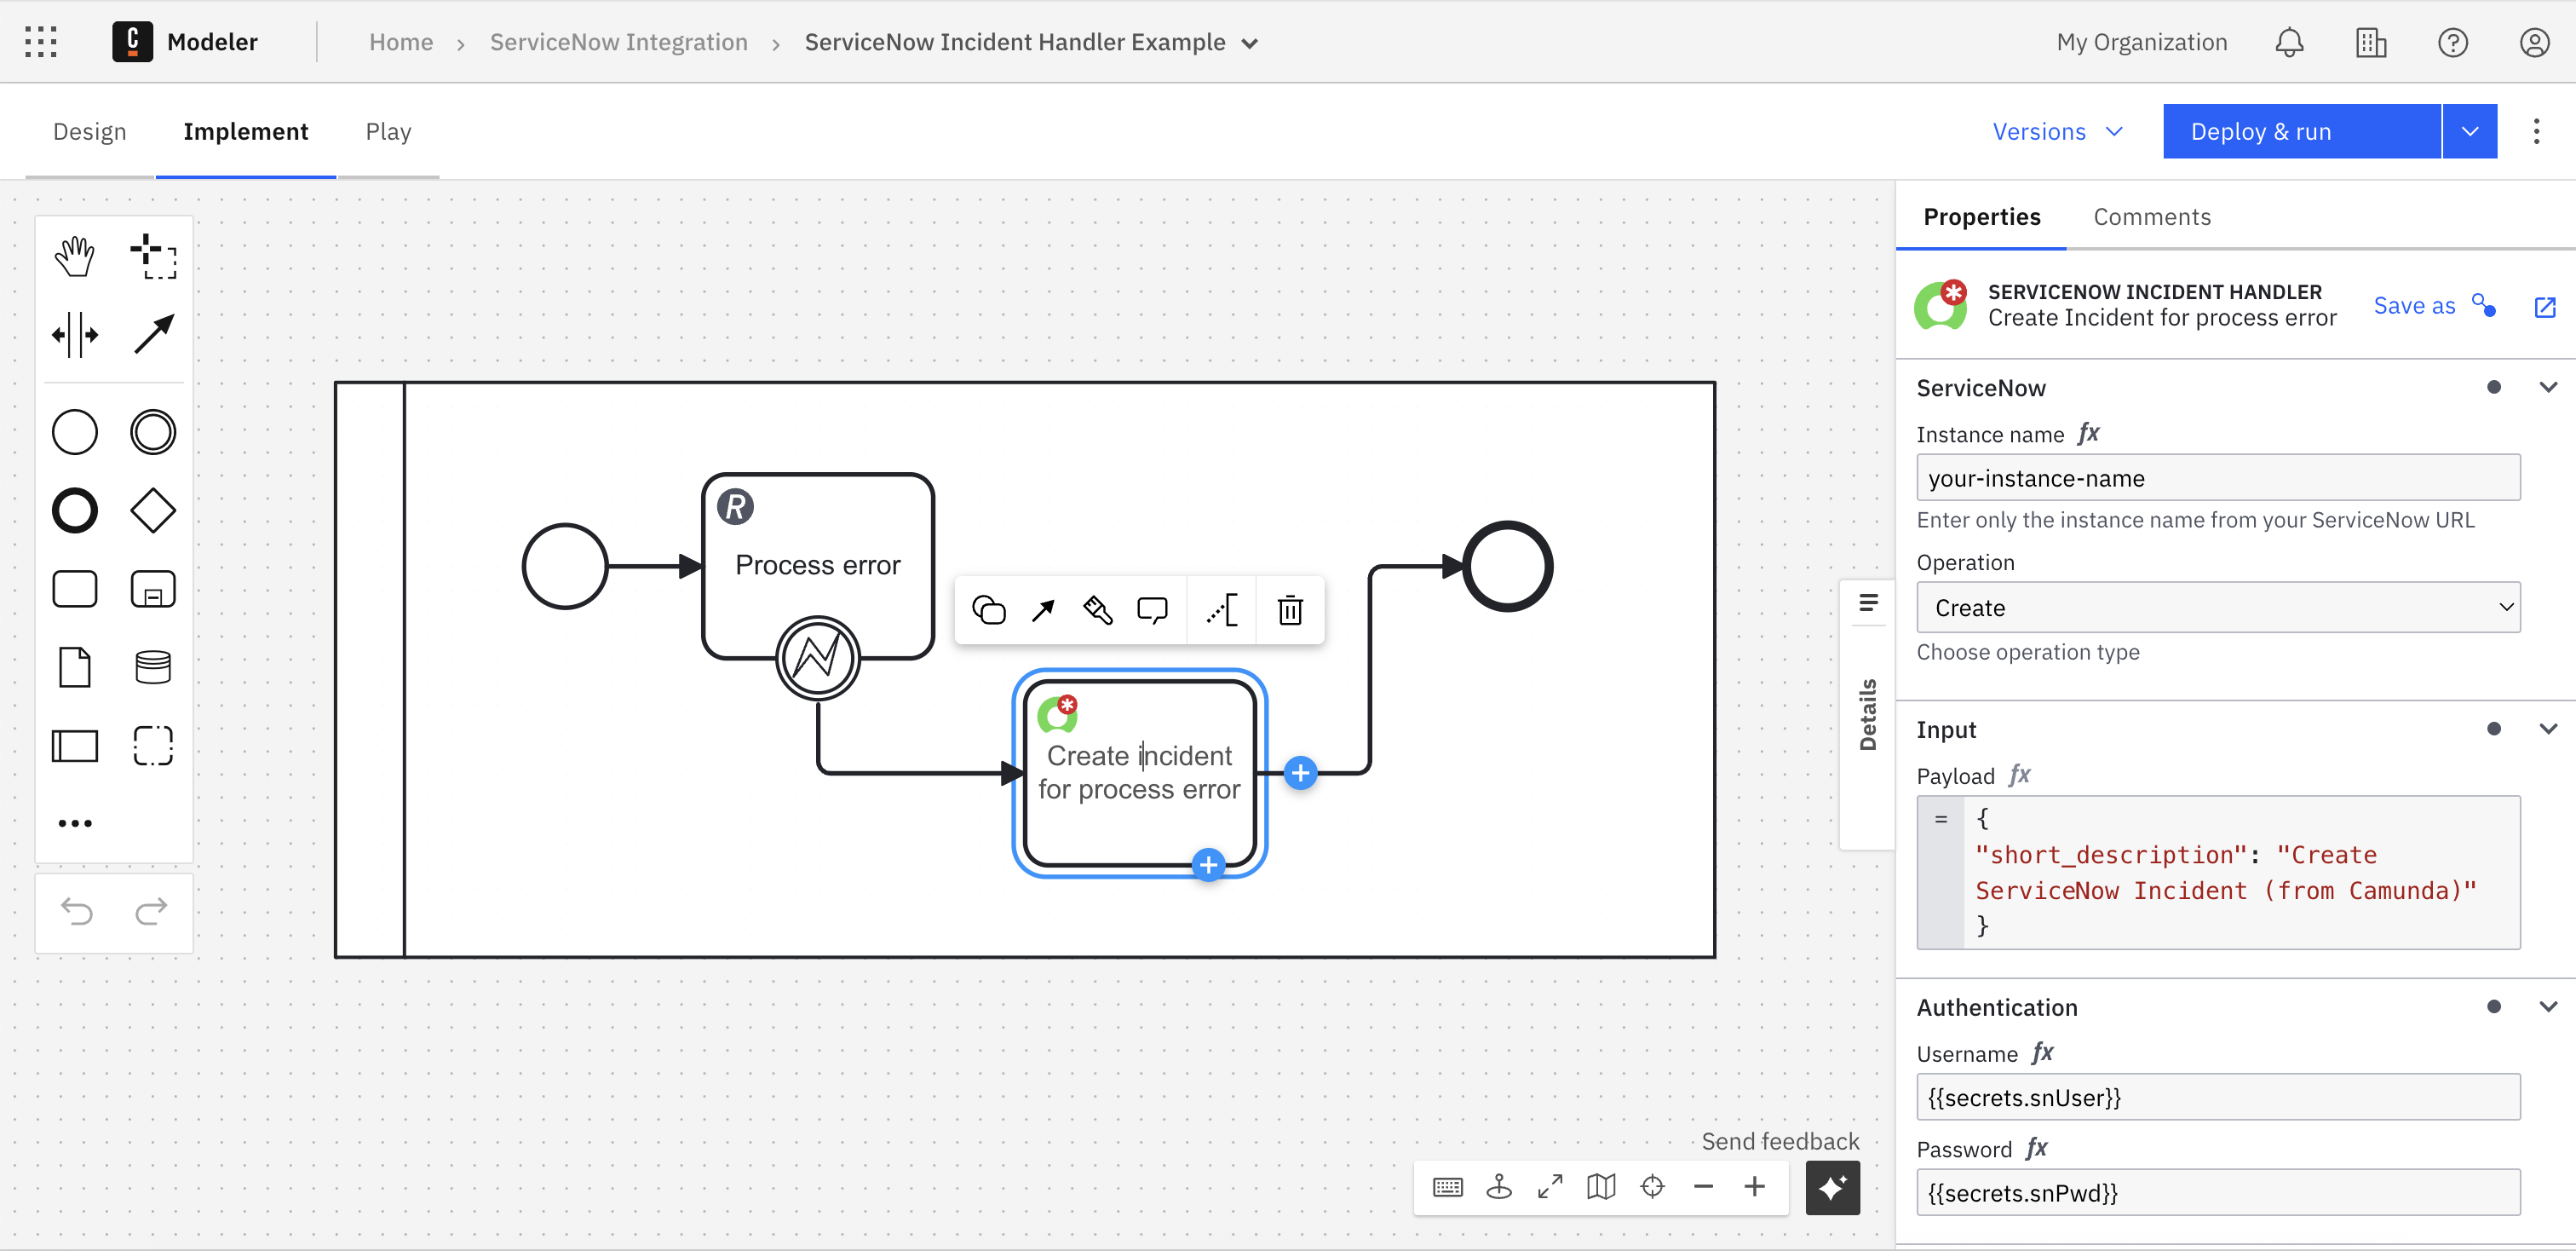 C Modeler Home › ServiceNow Integration › ServiceNow Incident Handler Example My Organization
Design Implement Play Versions Deploy & run
Process error
Create incident
for process error
Details
Send feedback
Properties Comments
SERVICENOW INCIDENT HANDLER
Create Incident for process error
Save as
ServiceNow
Instance name fx
your-instance-name
Enter only the instance name from your ServiceNow URL
Operation
Create
Choose operation type
Input
Payload fx
= {
"short_description": "Create
ServiceNow Incident (from Camunda)"
}
Authentication
Username fx
{{secrets.snUser}}
Password fx
{{secrets.snPwd}}